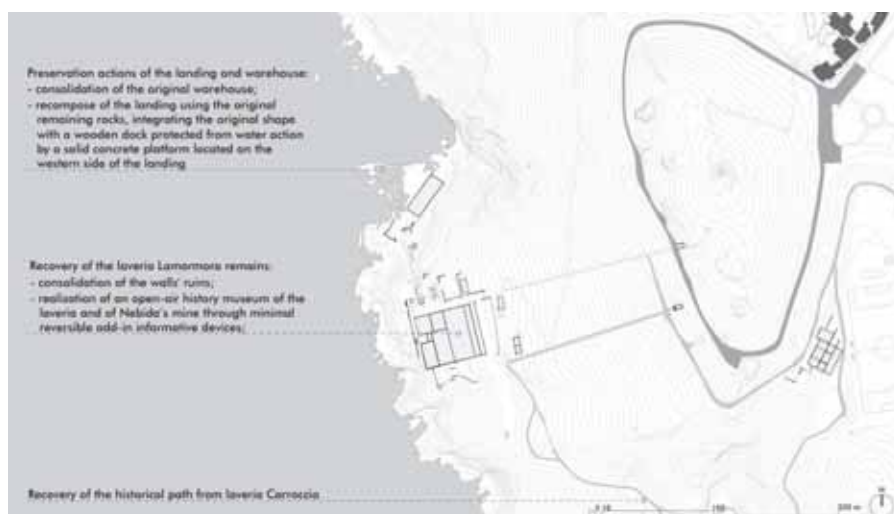 Preservation actions of the landing and warehouse:
- consolidation of the original warehouse;
- recompose of the landing using the original
remaining rocks, integrating the original shape
with a wooden dock protected from water action
by a solid concrete platform located on the
western side of the landing
Recovery of the laveria Lamarmora remains:
- consolidation of the walls' ruins;
- realization of an open-air history museum of the
laveria and of Nebida's mine through minimal
reversible add-in informative devices;
Recovery of the historical path from laveria Carroccia